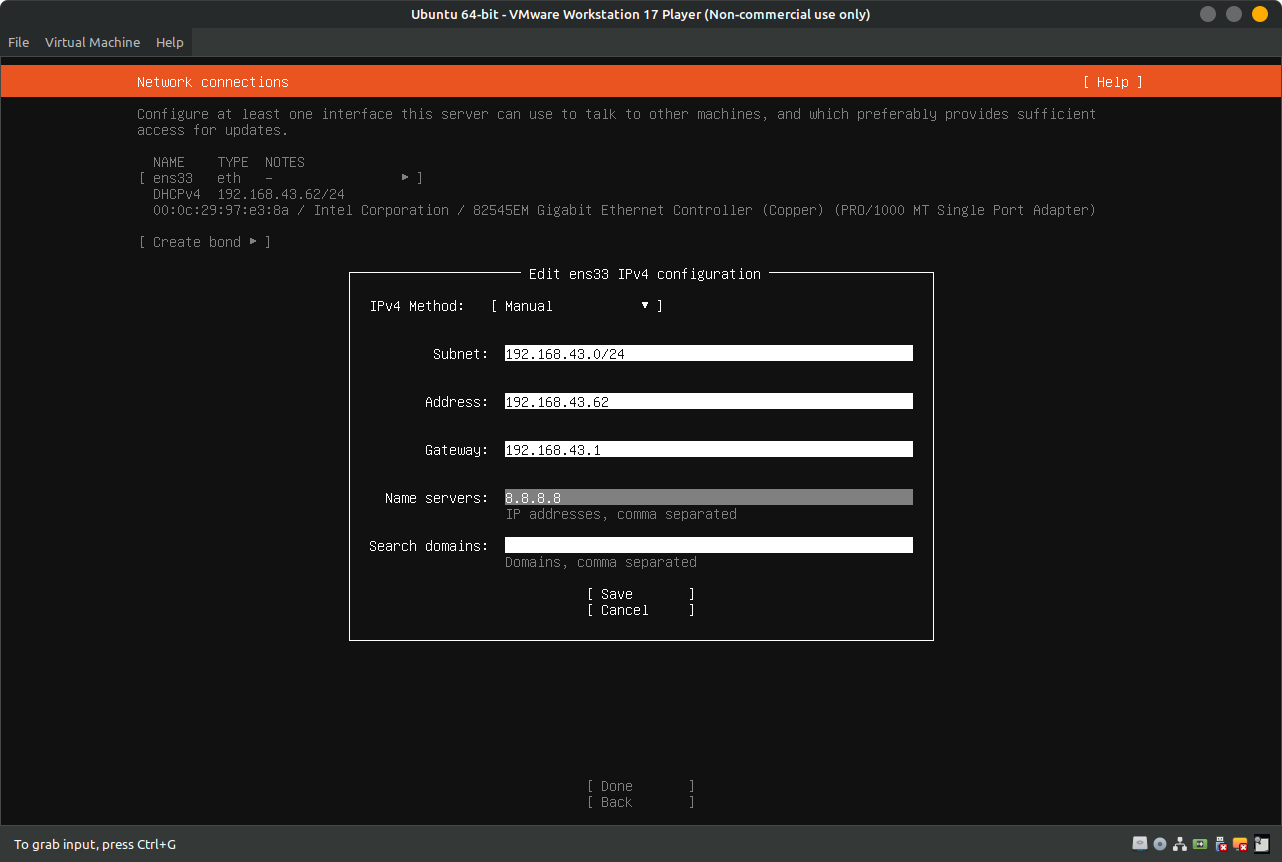 Ubuntu 64-bit - VMware Workstation 17 Player (Non-commercial use only)
File Virtual Machine Help
Network connections [ Help ]
Configure at least one interface this server can use to talk to other machines, and which preferably provides sufficient
access for updates.
NAME TYPE NOTES
[ ens33 eth – ▸ ]
DHCPv4 192.168.43.62/24
00:0c:29:97:e3:8a / Intel Corporation / 82545EM Gigabit Ethernet Controller (Copper) (PRO/1000 MT Single Port Adapter)
[ Create bond ▸ ]
Edit ens33 IPv4 configuration
IPv4 Method: [ Manual ▾ ]
Subnet: 192.168.43.0/24
Address: 192.168.43.62
Gateway: 192.168.43.1
Name servers: 8.8.8.8
IP addresses, comma separated
Search domains:
Domains, comma separated
[ Save ]
[ Cancel ]
[ Done ]
[ Back ]
To grab input, press Ctrl+G